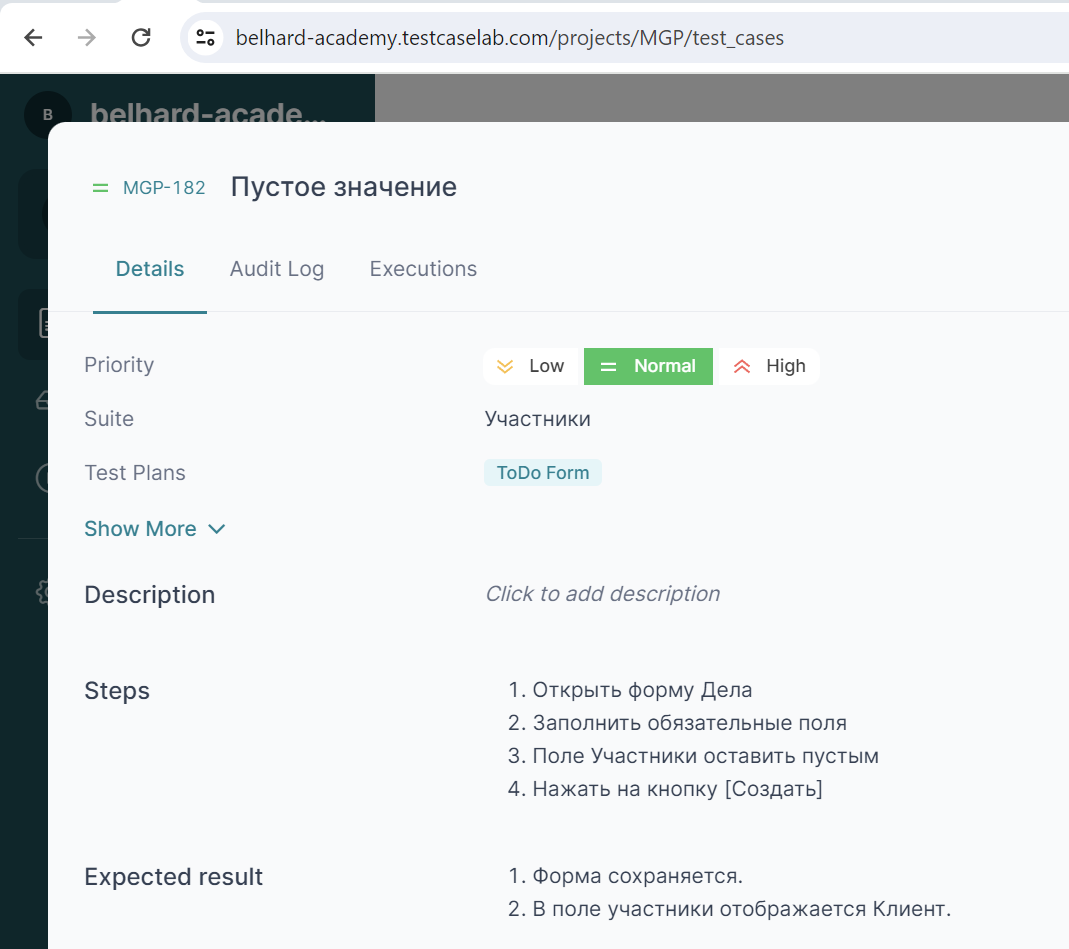 belhard-academy.testcaselab.com/projects/MGP/test_cases
B belhard-acade...
MGP-182 Пустое значение
Details Audit Log Executions
Priority Low Normal High
Suite Участники
Test Plans ToDo Form
Show More
Description Click to add description
Steps 1. Открыть форму Дела
2. Заполнить обязательные поля
3. Поле Участники оставить пустым
4. Нажать на кнопку [Создать]
Expected result 1. Форма сохраняется.
2. В поле участники отображается Клиент.